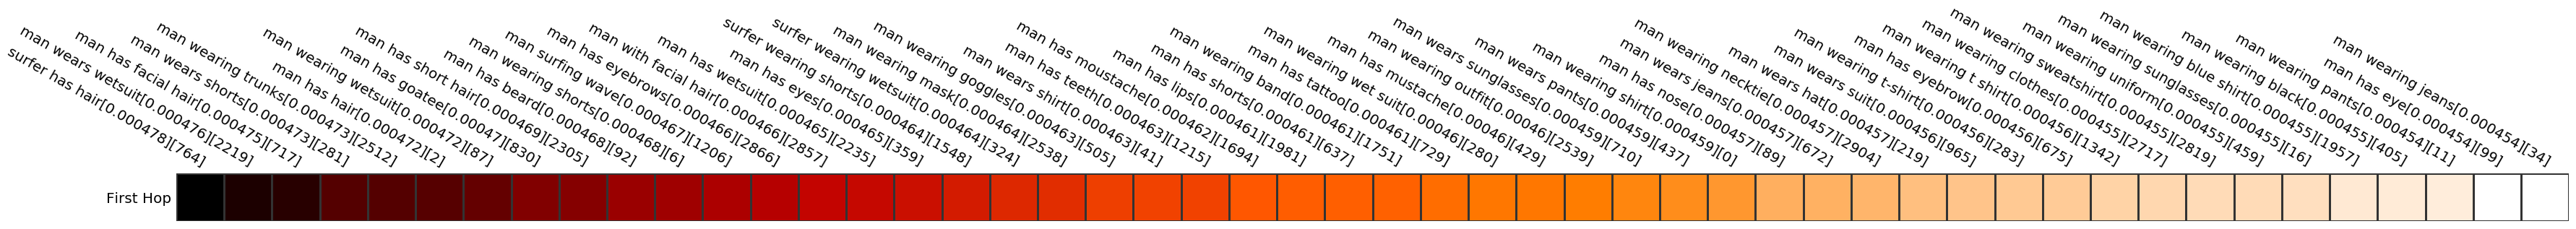 surfer has hair[0.000478][764]
man wears wetsuit[0.000476][2219]
man has facial hair[0.000475][717]
man wears shorts[0.000473][281]
man wearing trunks[0.000473][2512]
man has hair[0.000472][2]
man wearing wetsuit[0.000472][87]
man has goatee[0.00047][830]
man has short hair[0.000469][2305]
man has beard[0.000468][92]
man wearing shorts[0.000468][6]
man surfing wave[0.000467][1206]
man has eyebrows[0.000466][2866]
man with facial hair[0.000466][2857]
man has wetsuit[0.000465][2235]
man has eyes[0.000465][359]
surfer wearing shorts[0.000464][1548]
surfer wearing wetsuit[0.000464][324]
man wearing mask[0.000464][2538]
man wearing goggles[0.000463][505]
man wears shirt[0.000463][41]
man has teeth[0.000463][1215]
man has moustache[0.000462][1694]
man has lips[0.000461][1981]
man has shorts[0.000461][637]
man wearing band[0.000461][1751]
man has tattoo[0.000461][729]
man wearing wet suit[0.00046][280]
man has mustache[0.00046][429]
man wearing outfit[0.00046][2539]
man wears sunglasses[0.000459][710]
man wears pants[0.000459][437]
man wearing shirt[0.000459][0]
man has nose[0.000457][89]
man wears jeans[0.000457][672]
man wearing necktie[0.000457][2904]
man wears hat[0.000457][219]
man wears suit[0.000456][965]
man wearing t-shirt[0.000456][283]
man has eyebrow[0.000456][675]
man wearing t shirt[0.000456][1342]
man wearing clothes[0.000455][2717]
man wearing sweatshirt[0.000455][2819]
man wearing uniform[0.000455][459]
man wearing sunglasses[0.000455][16]
man wearing blue shirt[0.000455][1957]
man wearing black[0.000455][405]
man wearing pants[0.000454][11]
man has eye[0.000454][99]
man wearing jeans[0.000454][34]
First Hop